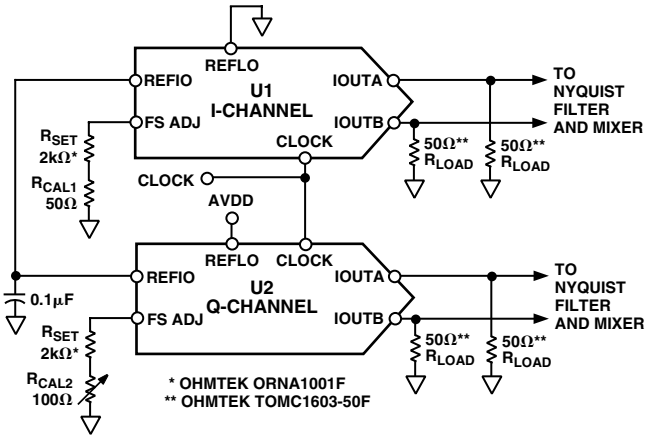 REFLO
REFIO
U1
I-CHANNEL
IOUTA
TO
NYQUIST
FILTER
AND MIXER
FS ADJ
IOUTB
CLOCK
RSET
2kΩ*
RCAL1
50Ω
50Ω**
RLOAD
50Ω**
RLOAD
CLOCK
AVDD
REFLO
CLOCK
REFIO
U2
Q-CHANNEL
IOUTA
TO
NYQUIST
FILTER
AND MIXER
0.1μF
FS ADJ
IOUTB
RSET
2kΩ*
RCAL2
100Ω
50Ω**
RLOAD
50Ω**
RLOAD
* OHMTEK ORNA1001F
** OHMTEK TOMC1603-50F